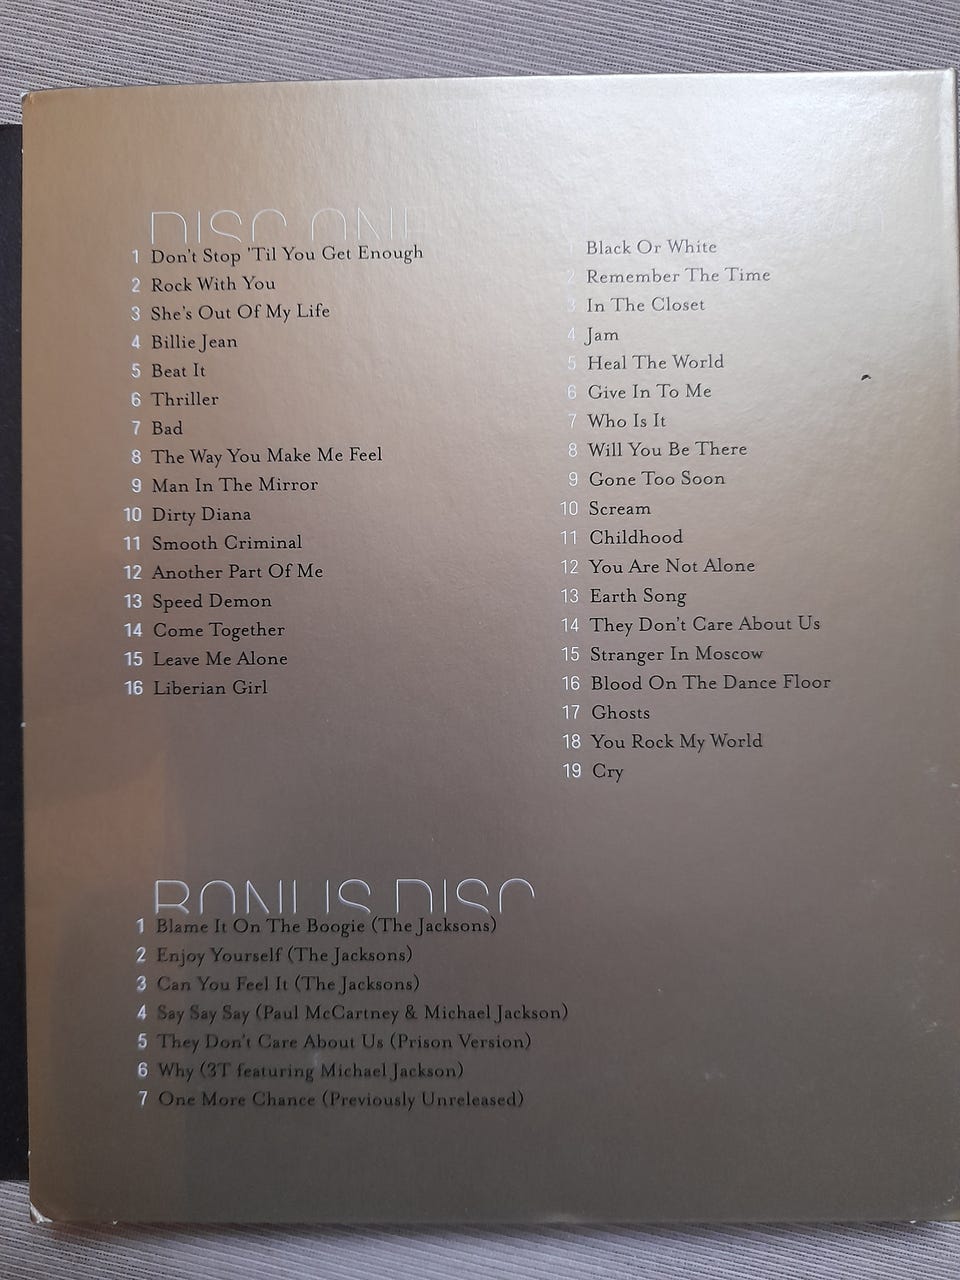 DISC ONE
1 Don't Stop 'Til You Get Enough
2 Rock With You
3 She's Out Of My Life
4 Billie Jean
5 Beat It
6 Thriller
7 Bad
8 The Way You Make Me Feel
9 Man In The Mirror
10 Dirty Diana
11 Smooth Criminal
12 Another Part Of Me
13 Speed Demon
14 Come Together
15 Leave Me Alone
16 Liberian Girl
1 Black Or White
2 Remember The Time
3 In The Closet
4 Jam
5 Heal The World
6 Give In To Me
7 Who Is It
8 Will You Be There
9 Gone Too Soon
10 Scream
11 Childhood
12 You Are Not Alone
13 Earth Song
14 They Don't Care About Us
15 Stranger In Moscow
16 Blood On The Dance Floor
17 Ghosts
18 You Rock My World
19 Cry
BONUS DISC
1 Blame It On The Boogie (The Jacksons)
2 Enjoy Yourself (The Jacksons)
3 Can You Feel It (The Jacksons)
4 Say Say Say (Paul McCartney & Michael Jackson)
5 They Don't Care About Us (Prison Version)
6 Why (3T featuring Michael Jackson)
7 One More Chance (Previously Unreleased)